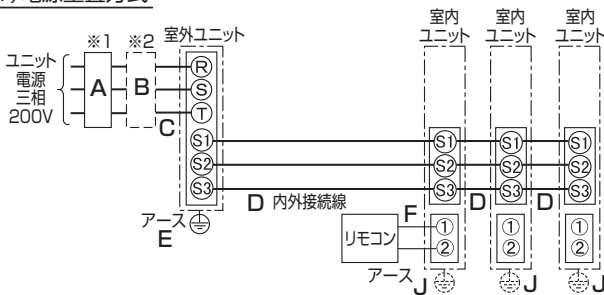 電源重畳方式
※1 ※2 室外ユニット
室内
ユニット
室内
ユニット
室内
ユニット
ユニット
電源
三相
200V
A B C
R
S
T
S1 S1 S1 S1
S2 S2 S2 S2
S3 S3 S3 S3
D 内外接続線 D D
アース
E
リモコン
F
① ① ①
② ② ②
アース J J J